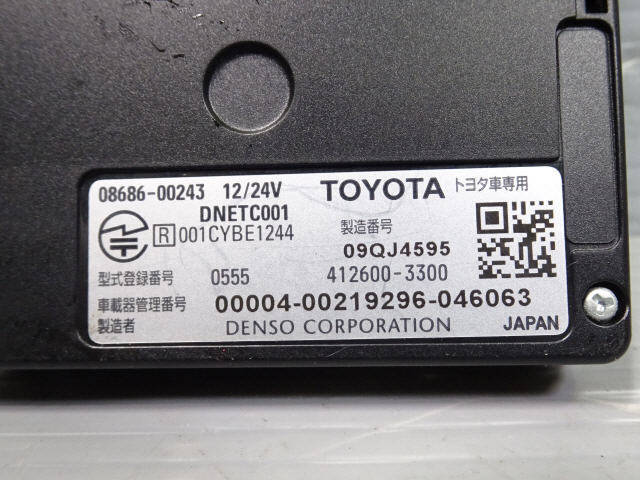 08686-00243 12/24V TOYOTA トヨタ車専用
DNETC001
R 001CYBE1244 製造番号
09QJ4595
型式登録番号 0555 412600-3300
車載器管理番号 00004-00219296-046063
製造者 DENSO CORPORATION JAPAN